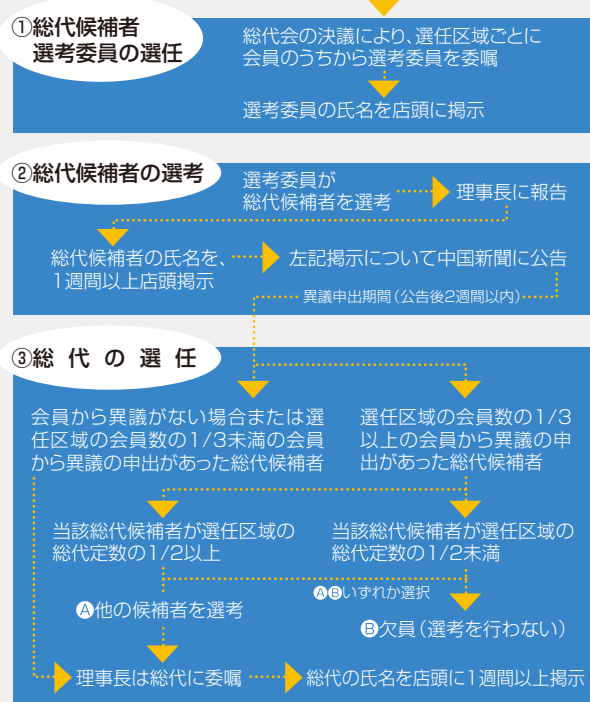 ①総代候補者
選考委員の選任
総代会の決議により、選任区域ごとに
会員のうちから選考委員を委嘱
選考委員の氏名を店頭に掲示
②総代候補者の選考
選考委員が
総代候補者を選考
理事長に報告
総代候補者の氏名を、
1週間以上店頭掲示
左記掲示について中国新聞に公告
異議申出期間(公告後2週間以内)
③総代の選任
会員から異議がない場合または選
任区域の会員数の1/3未満の会員
から異議の申出があった総代候補者
選任区域の会員数の1/3
以上の会員から異議の申
出があった総代候補者
当該総代候補者が選任区域の
総代定数の1/2以上
当該総代候補者が選任区域の
総代定数の1/2未満
ⒶⒷいずれか選択
Ⓐ他の候補者を選考
Ⓑ欠員(選考を行わない)
理事長は総代に委嘱
総代の氏名を店頭に1週間以上掲示